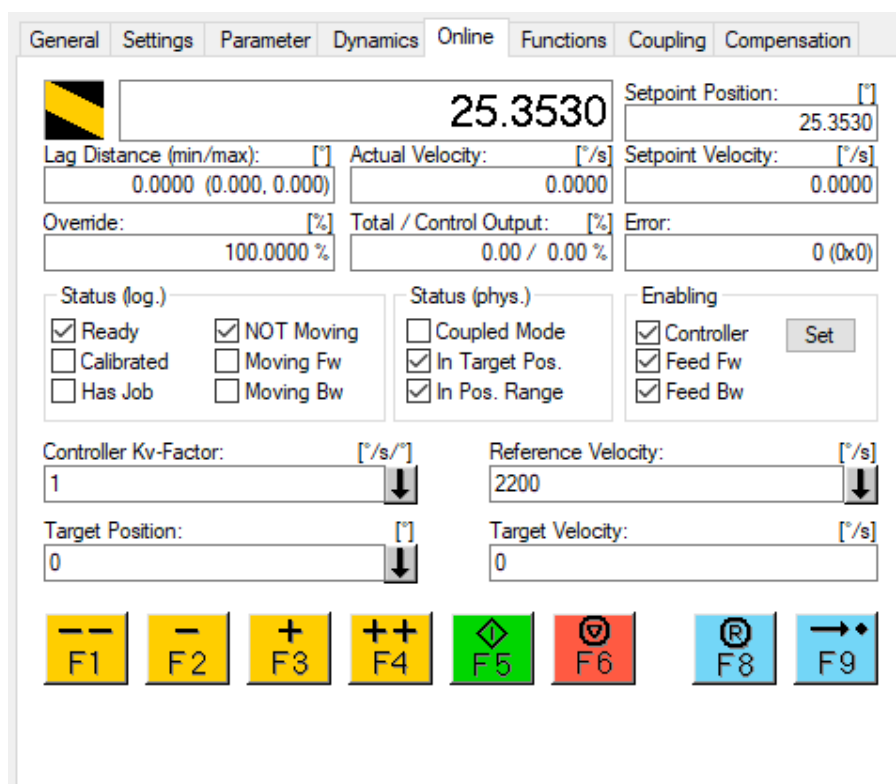 General Settings Parameter Dynamics Online Functions Coupling Compensation
25.3530
Setpoint Position: [°]
25.3530
Lag Distance (min/max): [°] Actual Velocity: [°/s] Setpoint Velocity: [°/s]
0.0000 (0.000, 0.000) 0.0000 0.0000
Override: [%] Total / Control Output: [%] Error:
100.0000 % 0.00 / 0.00 % 0 (0x0)
Status (log.) Status (phys.) Enabling
Ready NOT Moving Coupled Mode Controller Set
Calibrated Moving Fw In Target Pos. Feed Fw
Has Job Moving Bw In Pos. Range Feed Bw
Controller Kv-Factor: [°/s/°] Reference Velocity: [°/s]
1 2200
Target Position: [°] Target Velocity: [°/s]
0 0
-- - + ++ R
F1 F2 F3 F4 F5 F6 F8 F9